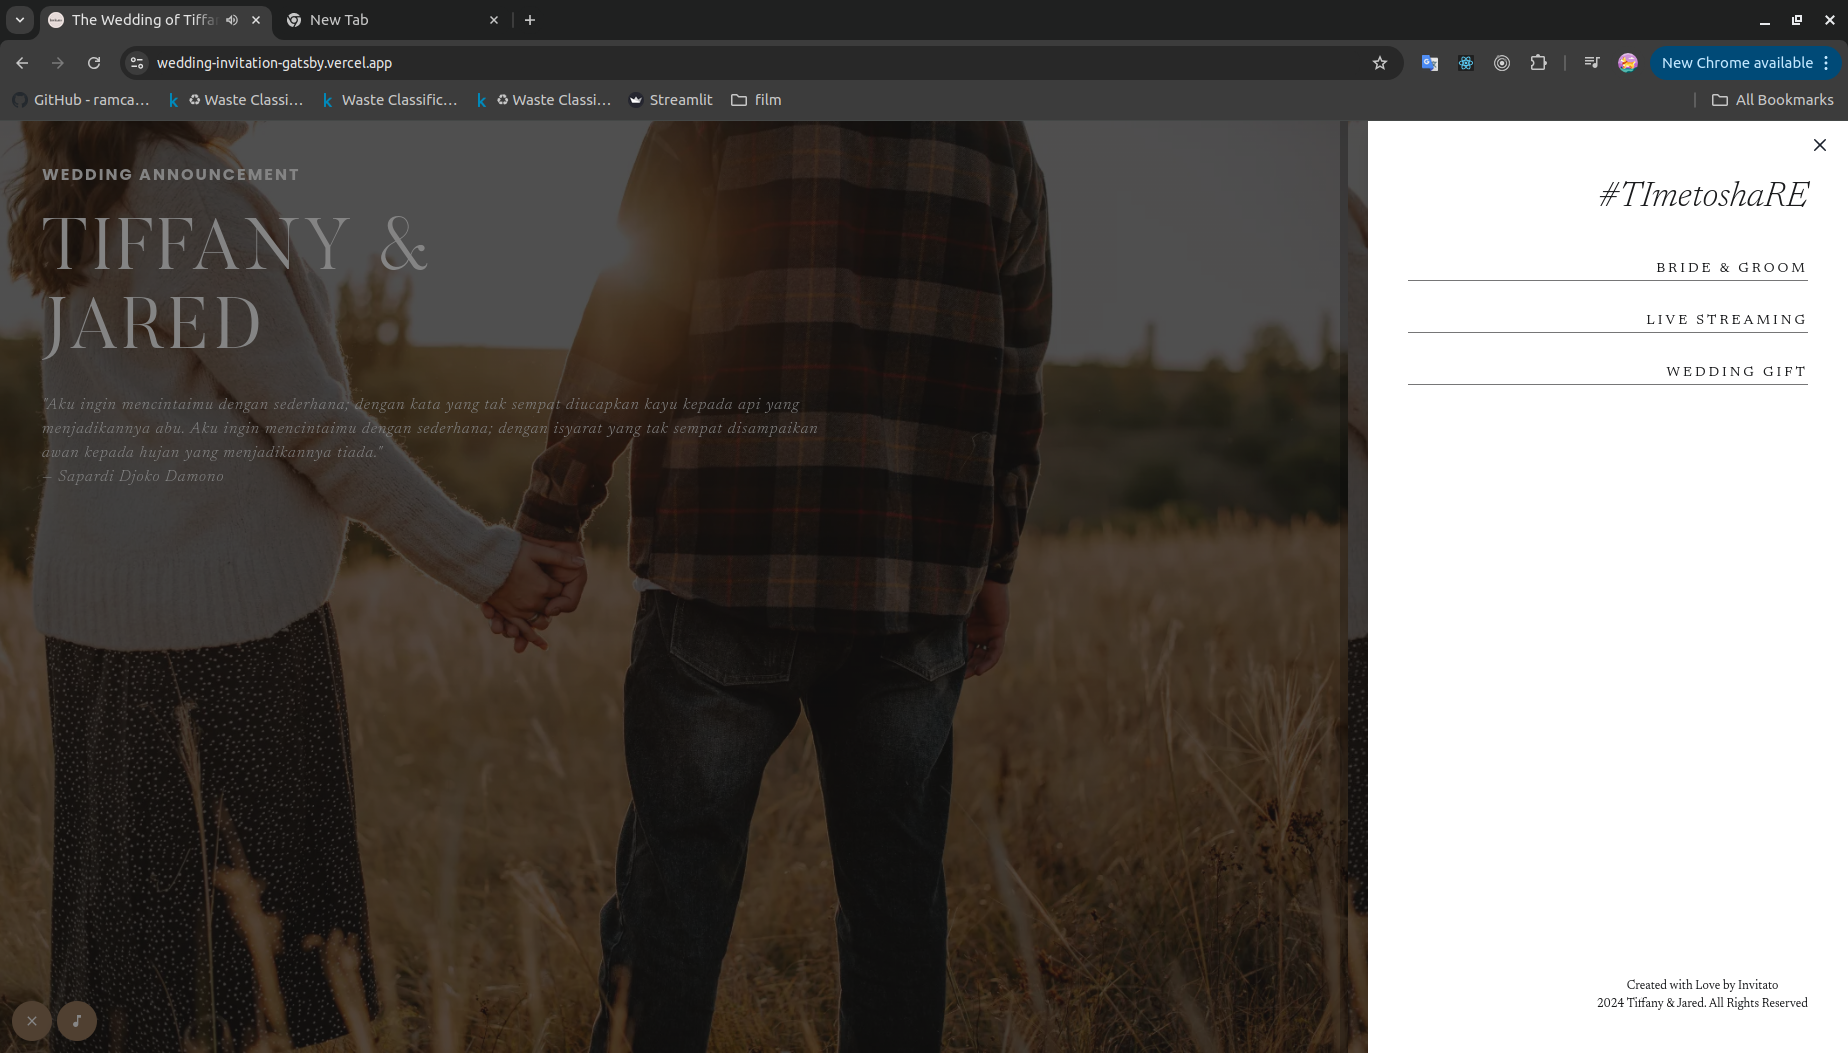 The Wedding of Tiffa
New Tab
wedding-invitation-gatsby.vercel.app
New Chrome available
GitHub - ramca...
♻ Waste Classi...
Waste Classific...
♻ Waste Classi...
Streamlit
film
All Bookmarks
WEDDING ANNOUNCEMENT
TIFFANY &
JARED
"Aku ingin mencintaimu dengan sederhana; dengan kata yang tak sempat diucapkan kayu kepada api yang
menjadikannya abu. Aku ingin mencintaimu dengan sederhana; dengan isyarat yang tak sempat disampaikan
awan kepada hujan yang menjadikannya tiada."
— Sapardi Djoko Damono
#TImetoshaRE
BRIDE & GROOM
LIVE STREAMING
WEDDING GIFT
Created with Love by Invitato
2024 Tiffany & Jared. All Rights Reserved